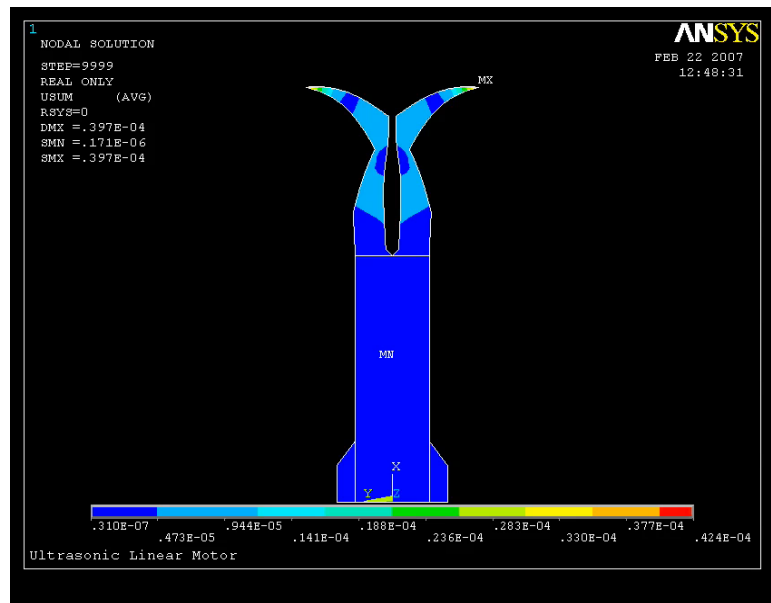 1
ANSYS
NODAL SOLUTION
FEB 22 2007
12:48:31
STEP=9999
REAL ONLY
USUM (AVG)
RSYS=0
DMX =.397E-04
SMN =.171E-06
SMX =.397E-04
MX
MN
X
Y Z
.310E-07 .944E-05 .188E-04 .283E-04 .377E-04
.473E-05 .141E-04 .236E-04 .330E-04 .424E-04
Ultrasonic Linear Motor